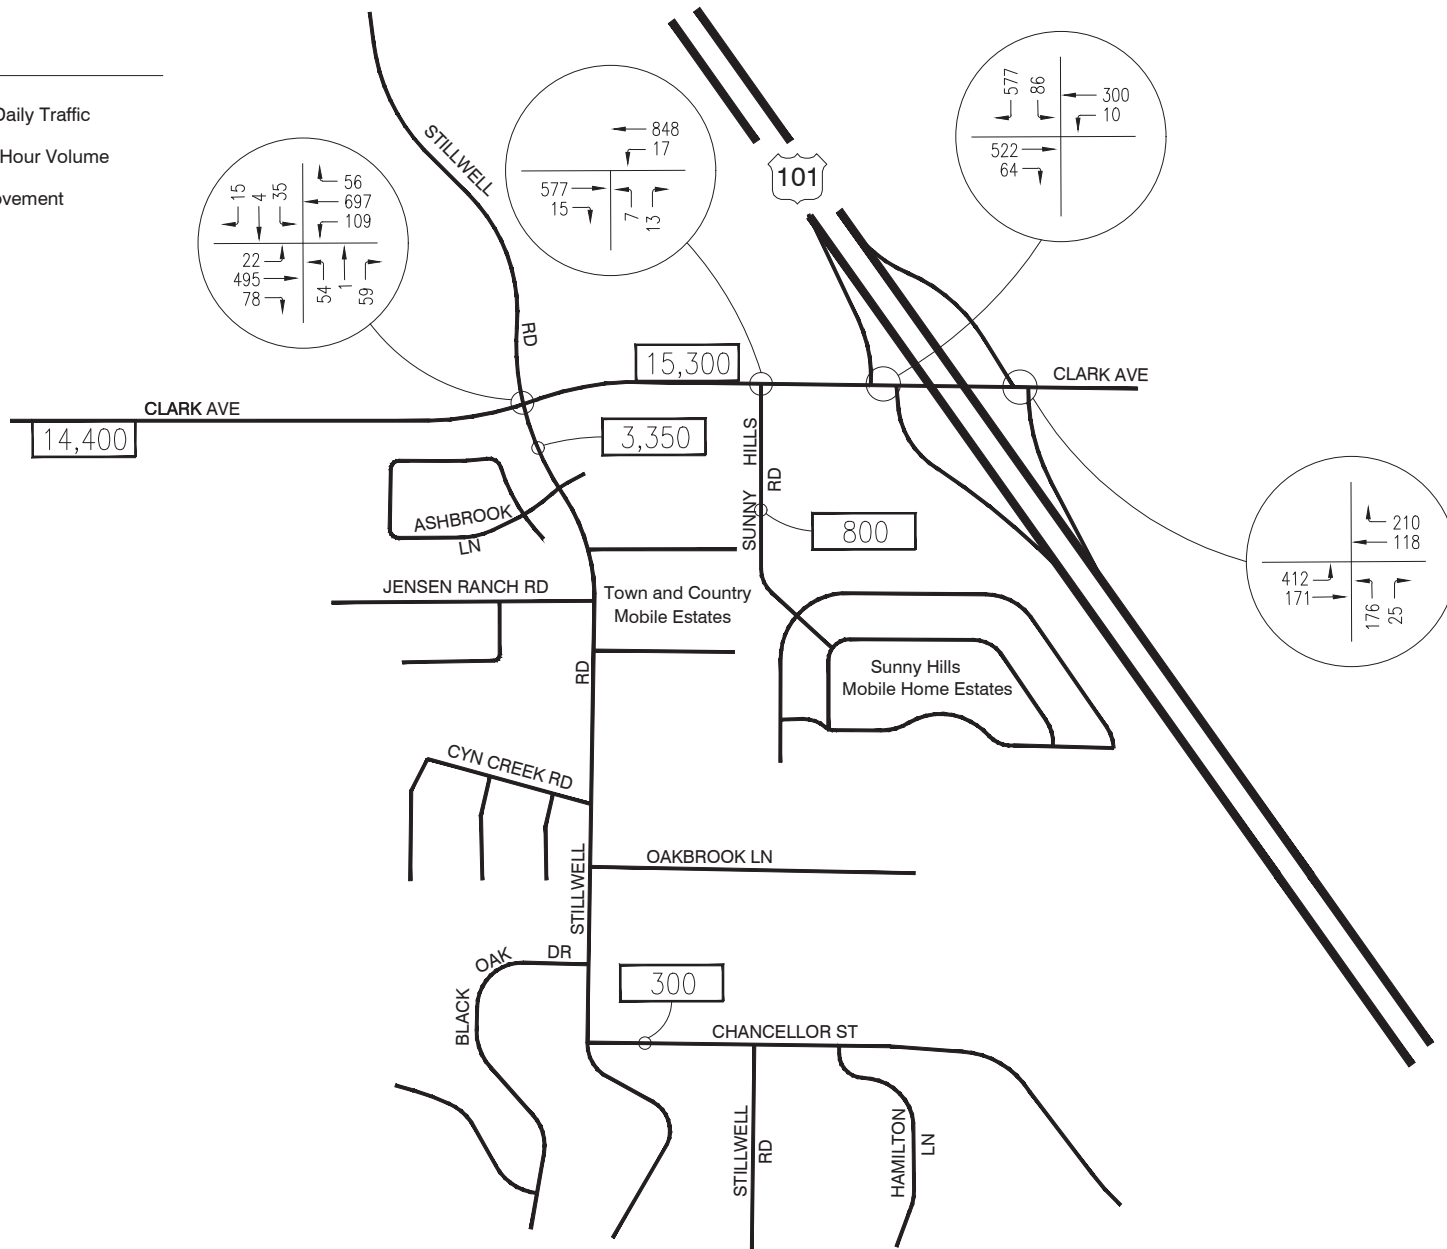 Daily Traffic
Hour Volume
ovement
STILLWELL
RD
15
4
35
56
697
109
22
495
78
54
1
59
848
17
577
15
7
13
101
577
86
300
10
522
64
15,300
CLARK AVE
CLARK AVE
14,400
3,350
SUNNY HILLS
RD
800
ASHBROOK
LN
JENSEN RANCH RD
Town and Country
Mobile Estates
RD
210
118
412
171
176
25
Sunny Hills
Mobile Home Estates
CYN CREEK RD
OAKBROOK LN
STILLWELL
BLACK OAK DR
300
CHANCELLOR ST
STILLWELL
RD
HAMILTON
LN